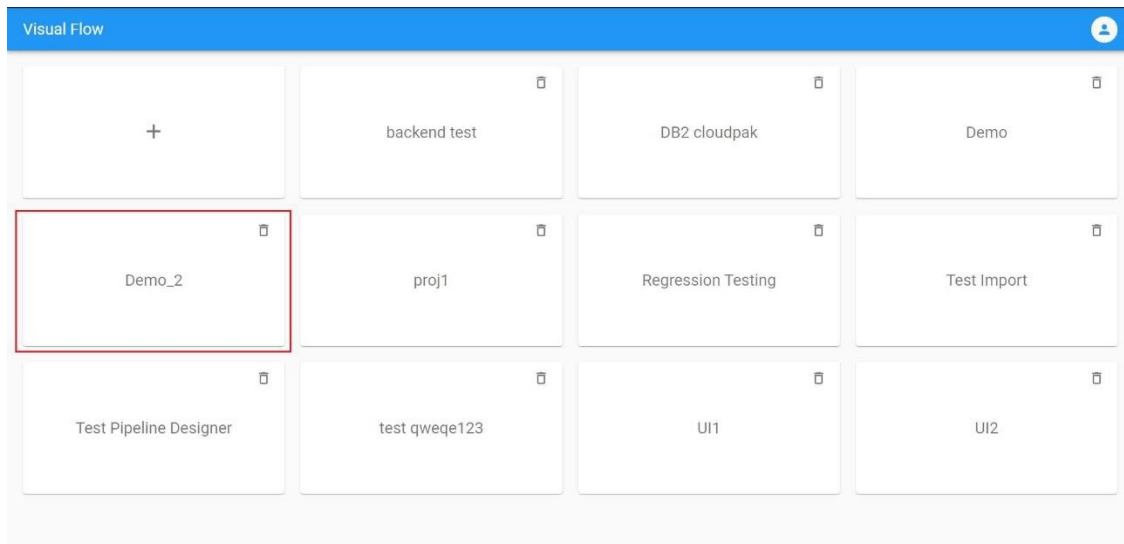 Visual Flow
+
backend test
DB2 cloudpak
Demo
Demo_2
proj1
Regression Testing
Test Import
Test Pipeline Designer
test qweqe123
UI1
UI2